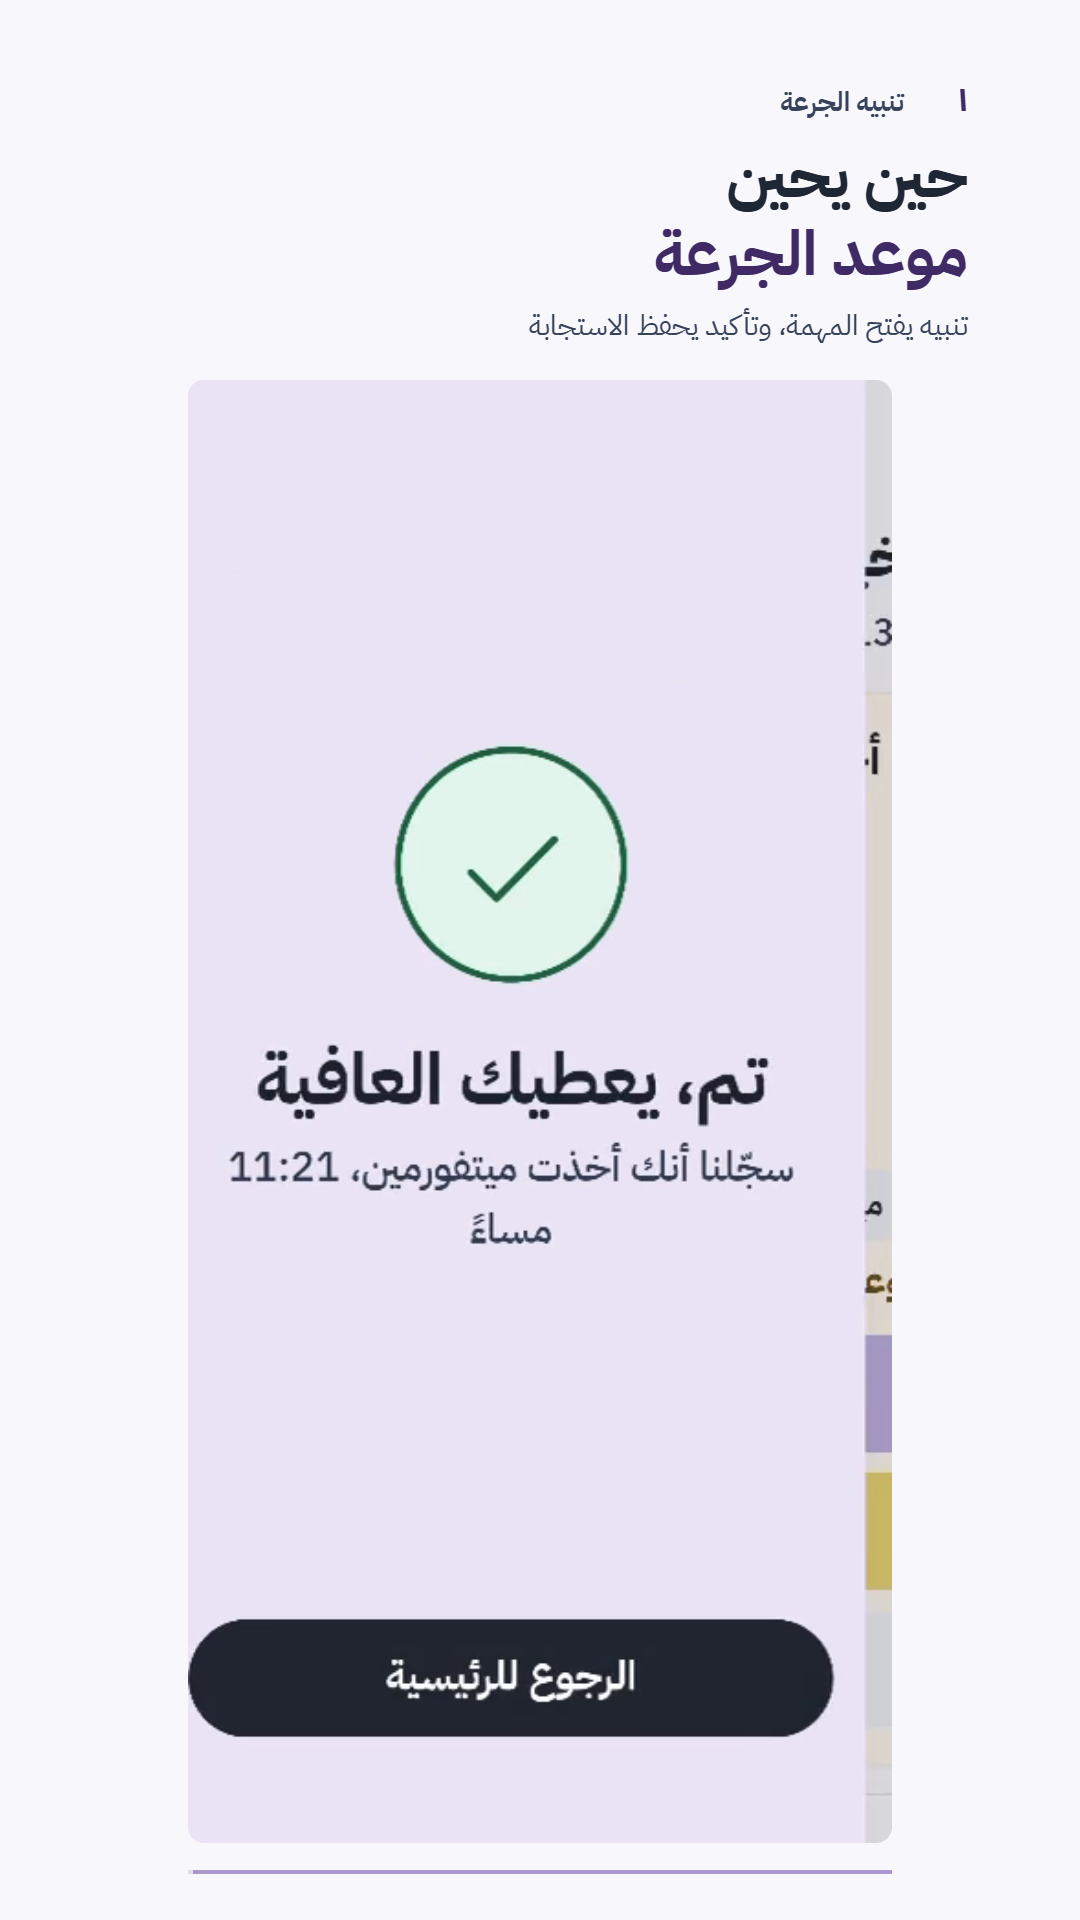 ١ تنبيه الجرعة
حين يحين
موعد الجرعة
تنبيه يفتح المهمة، وتأكيد يحفظ الاستجابة
تم، يعطيك العافية
سجّلنا أنك أخذت ميتفورمين، 11:21
مساءً
الرجوع للرئيسية